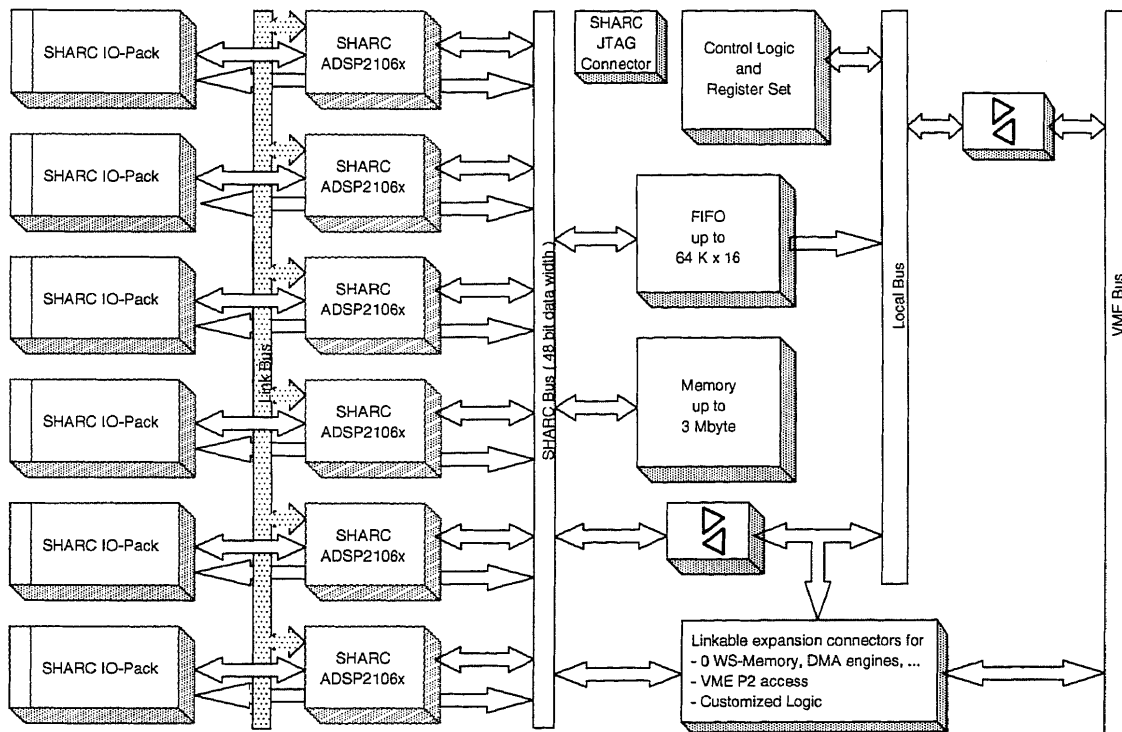 SHARC IO-Pack
SHARC
ADSP2106x
SHARC
JTAG
Connector
Control Logic
and
Register Set
SHARC IO-Pack
SHARC
ADSP2106x
FIFO
up to
64 K x 16
SHARC IO-Pack
SHARC
ADSP2106x
Link Bus
SHARC Bus ( 48 bit data width )
Local Bus
VME Bus
SHARC IO-Pack
SHARC
ADSP2106x
Memory
up to
3 Mbyte
SHARC IO-Pack
SHARC
ADSP2106x
SHARC IO-Pack
SHARC
ADSP2106x
Linkable expansion connectors for
- 0 WS-Memory, DMA engines, ...
- VME P2 access
- Customized Logic